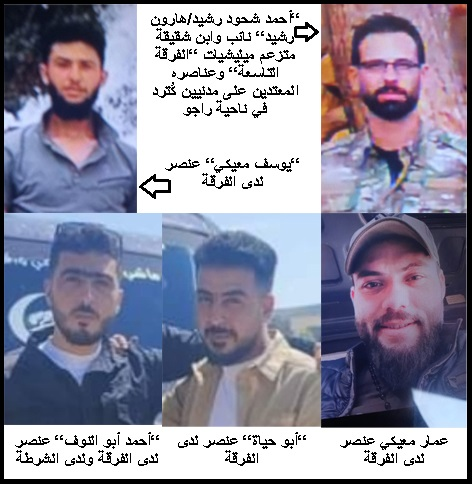 “أحمد شحود رشيد/هارون
رشيد“ نائب وابن شقيقة
متزعم ميليشيات “الفرقة
التاسعة“ وعناصره
المعتدين على مدنيين كُرد
في ناحية راجو
“يوسف معيكي“ عنصر
لدى الفرقة
“أحمد أبو النوف“ عنصر
لدى الفرقة ولدى الشرطة
“أبو حياة“ عنصر لدى
الفرقة
عمار معيكي عنصر
لدى الفرقة